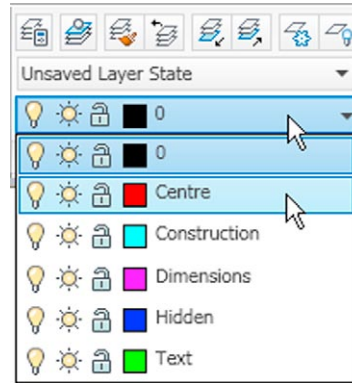 Unsaved Layer State
0
0
Centre
Construction
Dimensions
Hidden
Text